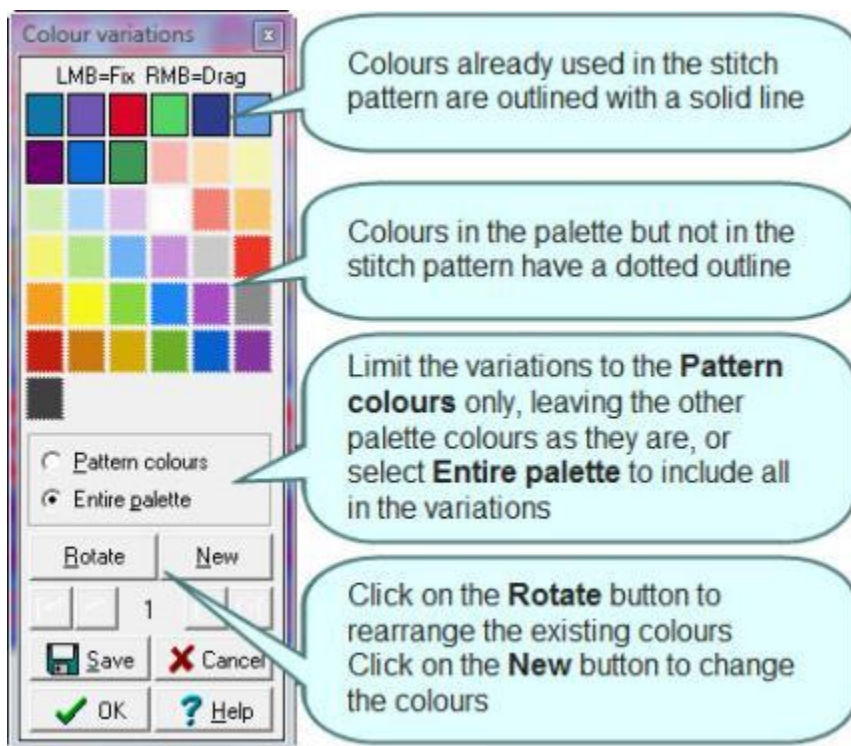 Colour variations
LMB=Fix RMB=Drag
Colours already used in the stitch
pattern are outlined with a solid line
Colours in the palette but not in the
stitch pattern have a dotted outline
Limit the variations to the Pattern
colours only, leaving the other
palette colours as they are, or
select Entire palette to include all
in the variations
Pattern colours
Entire palette
Rotate
New
1
Click on the Rotate button to
rearrange the existing colours
Click on the New button to change
the colours
Save
Cancel
OK
? Help